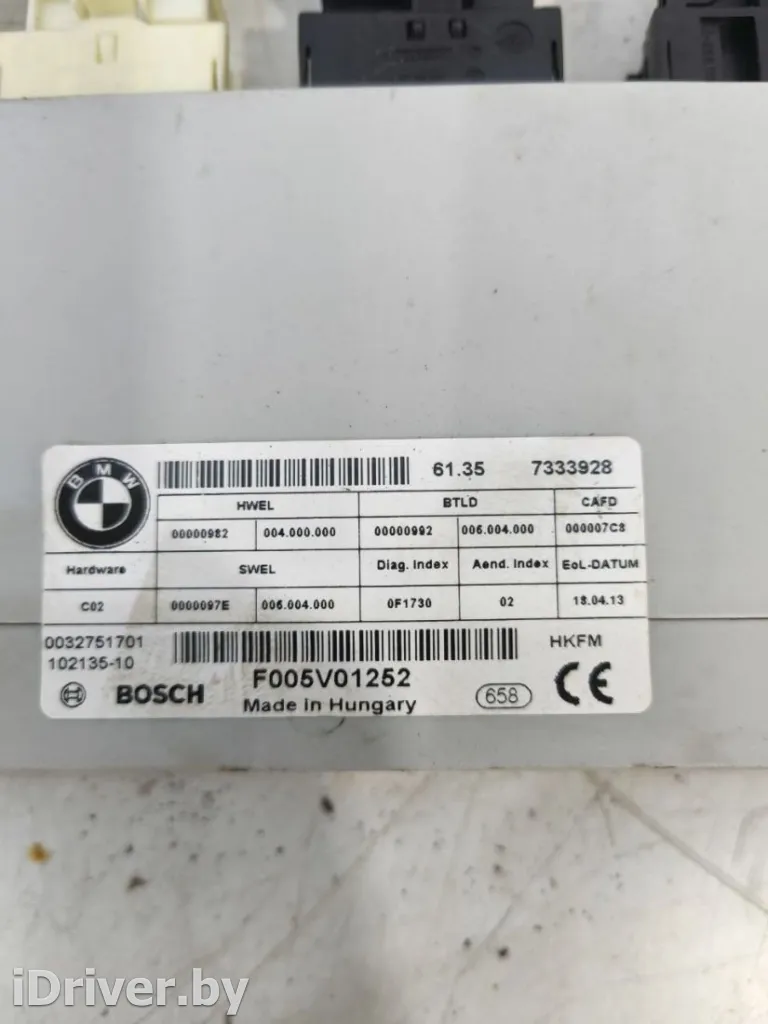 BMW
61.35 7333928
HWEL BTLD CAFD
00000982 004.000.000 00000992 006.004.000 000007C8
Hardware SWEL Diag. Index Aend. Index EoL-DATUM
C02 0000097E 006.004.000 0F1730 02 18.04.13
0032751701 HKFM
102135-10
BOSCH F005V01252 658 CE
Made in Hungary
iDriver.by